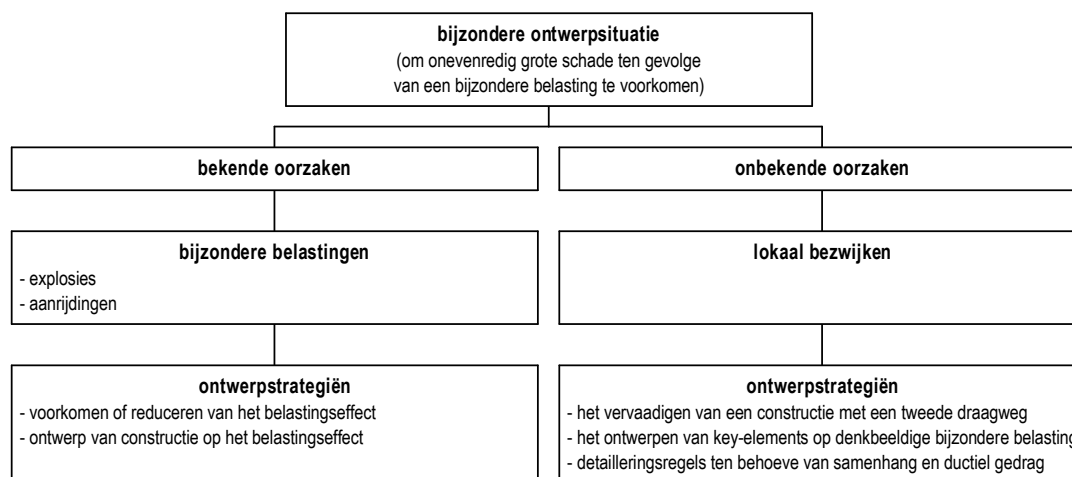 bijzondere ontwerpsituatie
(om onevenredig grote schade ten gevolge
van een bijzondere belasting te voorkomen)
bekende oorzaken
onbekende oorzaken
bijzondere belastingen
- explosies
- aanrijdingen
lokaal bezwijken
ontwerpstrategiën
- voorkomen of reduceren van het belastingseffect
- ontwerp van constructie op het belastingseffect
ontwerpstrategiën
- het vervaadigen van een constructie met een tweede draagweg
- het ontwerpen van key-elements op denkbeeldige bijzondere belasting
- detailleringsregels ten behoeve van samenhang en ductiel gedrag